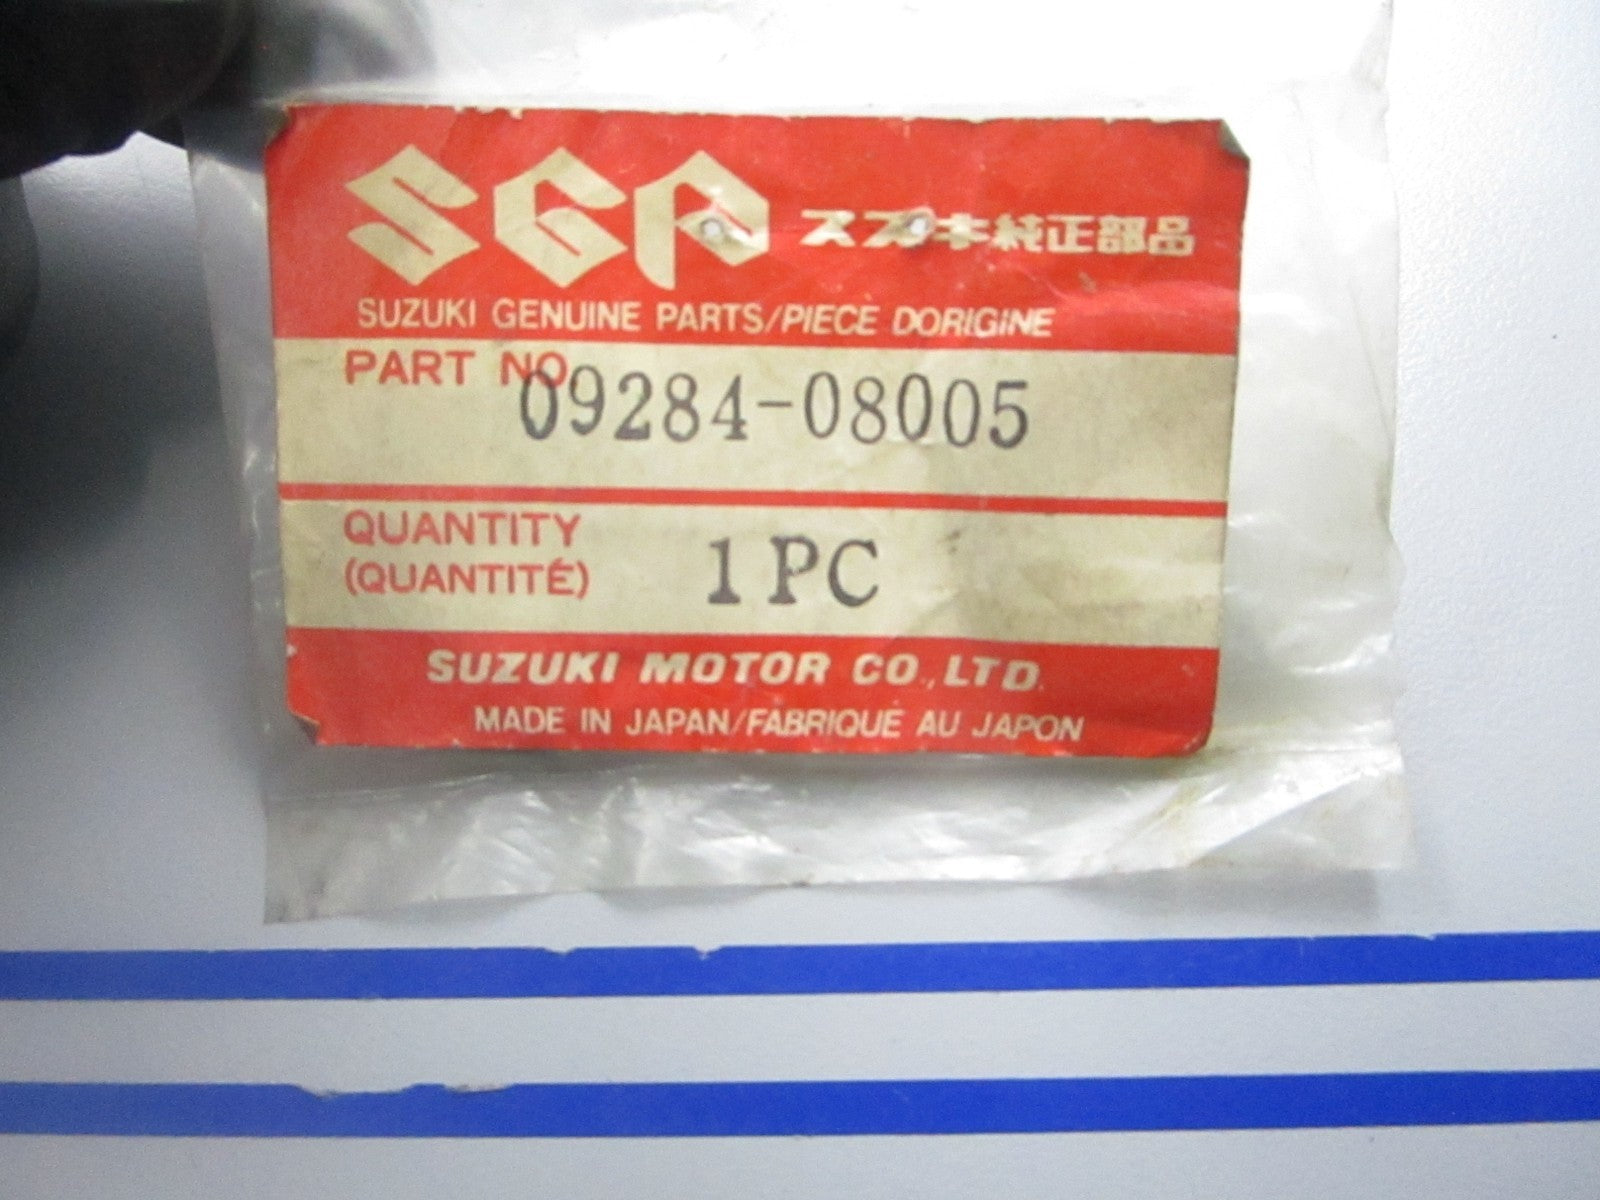 SGP スズキ純正部品
SUZUKI GENUINE PARTS/PIECE DORIGINE
PART NO.
09284-08005
QUANTITY
(QUANTITÉ)
1PC
SUZUKI MOTOR CO.,LTD.
MADE IN JAPAN/FABRIQUE AU JAPON